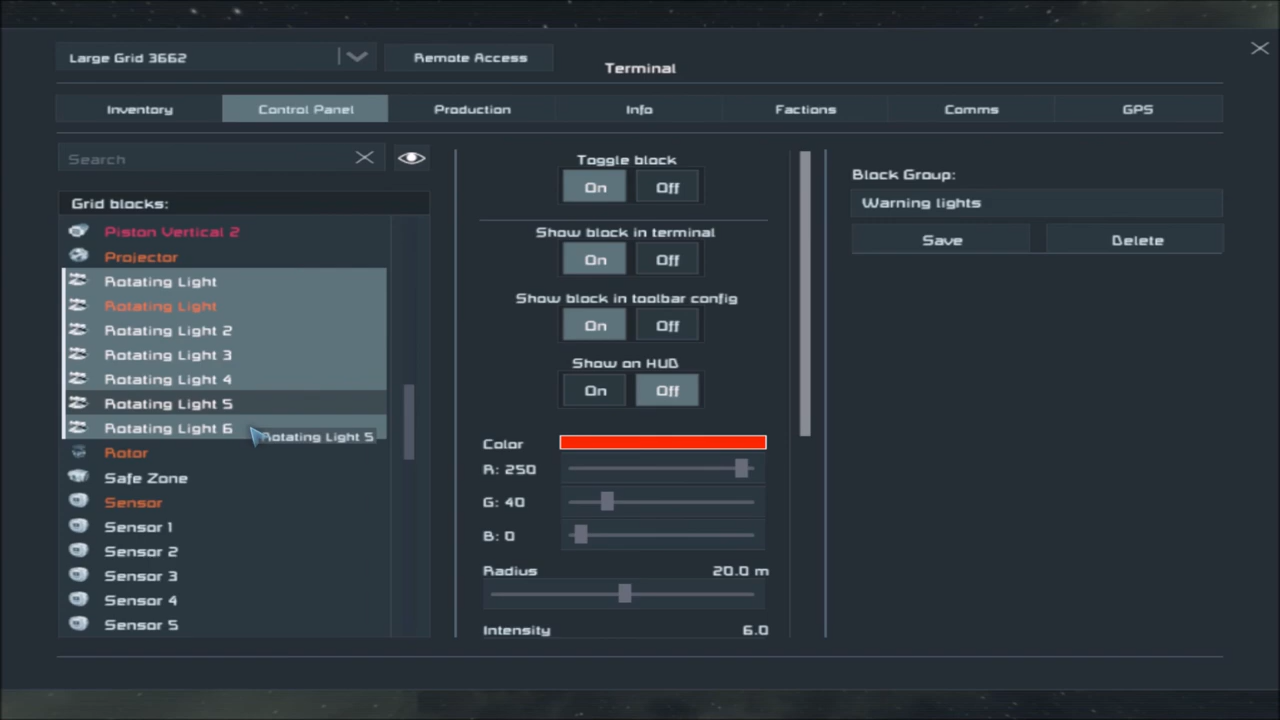 Large Grid 3662
Remote Access
Terminal
Inventory
Control Panel
Production
Info
Factions
Comms
GPS
Search
Grid blocks:
Piston Vertical 2
Projector
Rotating Light
Rotating Light
Rotating Light 2
Rotating Light 3
Rotating Light 4
Rotating Light 5
Rotating Light 6
Rotating Light 5
Rotor
Safe Zone
Sensor
Sensor 1
Sensor 2
Sensor 3
Sensor 4
Sensor 5
Toggle block
On Off
Show block in terminal
On Off
Show block in toolbar config
On Off
Show on HUD
On Off
Color
R: 250
G: 40
B: 0
Radius 20.0 m
Intensity 6.0
Block Group:
Warning lights
Save Delete